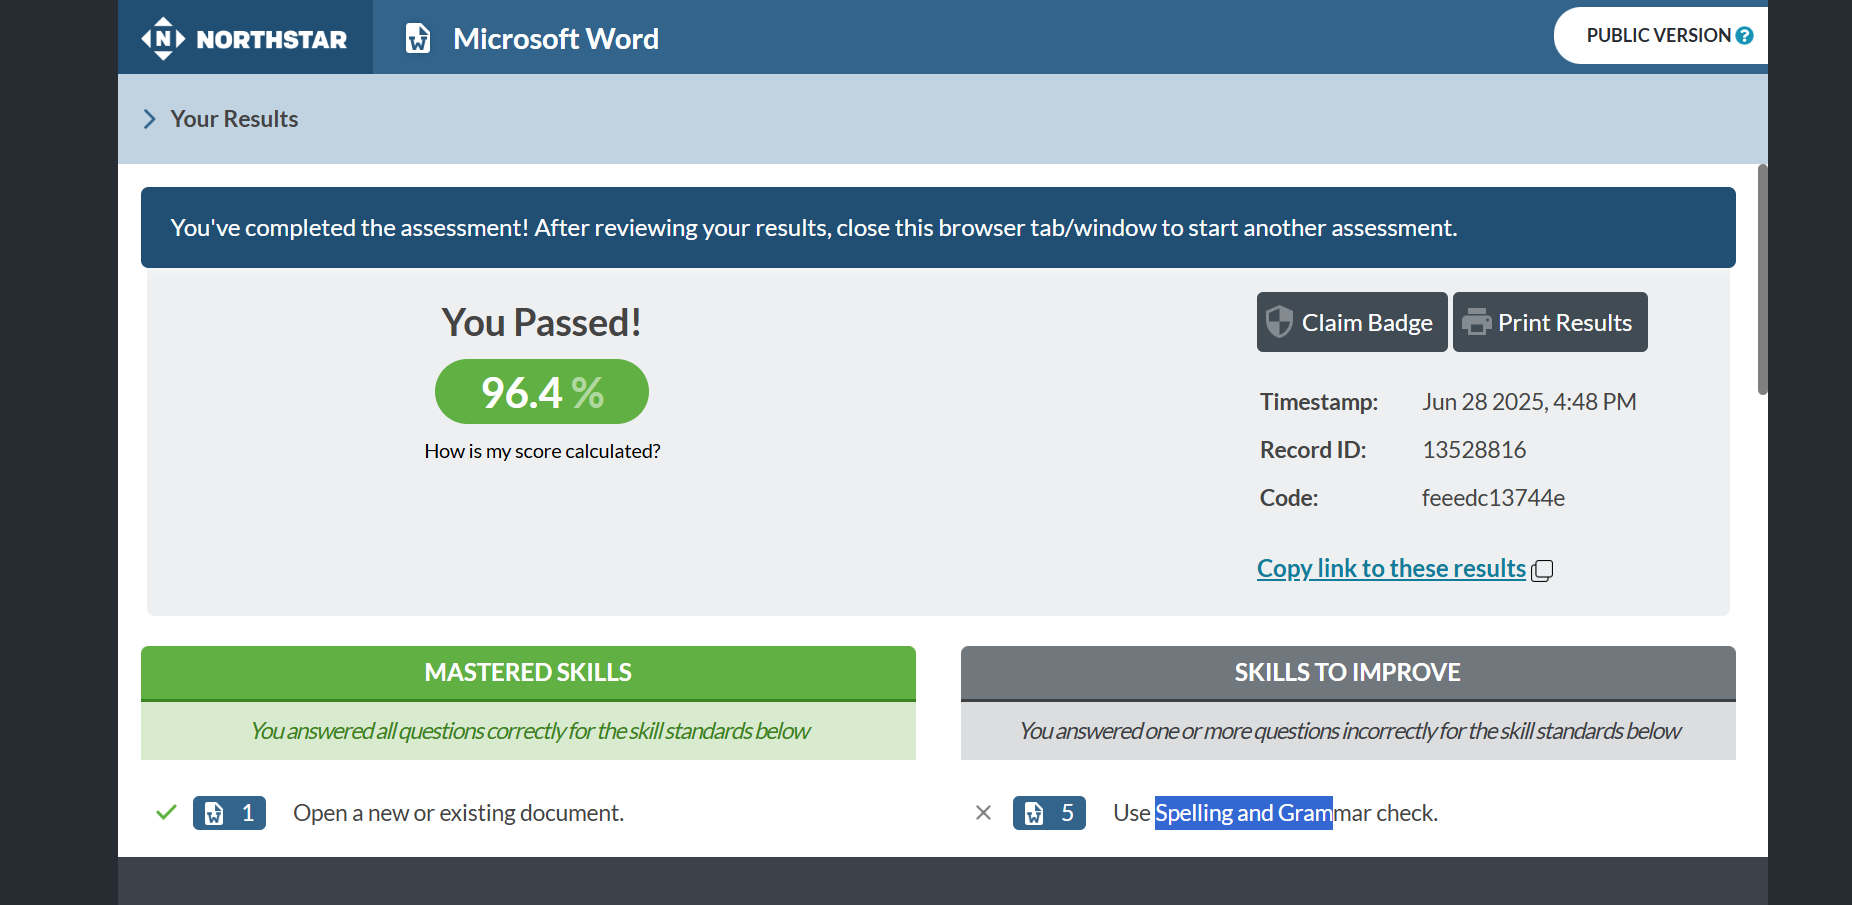 N NORTHSTAR
Microsoft Word
PUBLIC VERSION ?
Your Results
You've completed the assessment! After reviewing your results, close this browser tab/window to start another assessment.
You Passed!
96.4 %
How is my score calculated?
Claim Badge
Print Results
Timestamp: Jun 28 2025, 4:48 PM
Record ID: 13528816
Code: feeedc13744e
Copy link to these results
MASTERED SKILLS
You answered all questions correctly for the skill standards below
W 1 Open a new or existing document.
SKILLS TO IMPROVE
You answered one or more questions incorrectly for the skill standards below
W 5 Use Spelling and Grammar check.